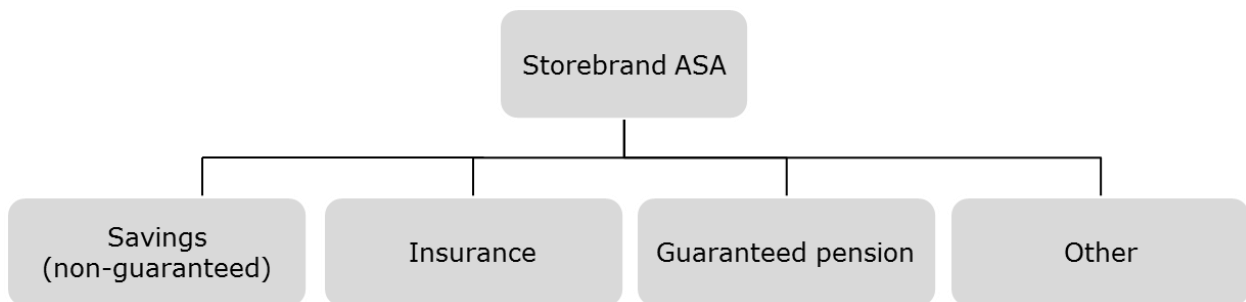 Storebrand ASA
Savings
(non-guaranteed)
Insurance
Guaranteed pension
Other